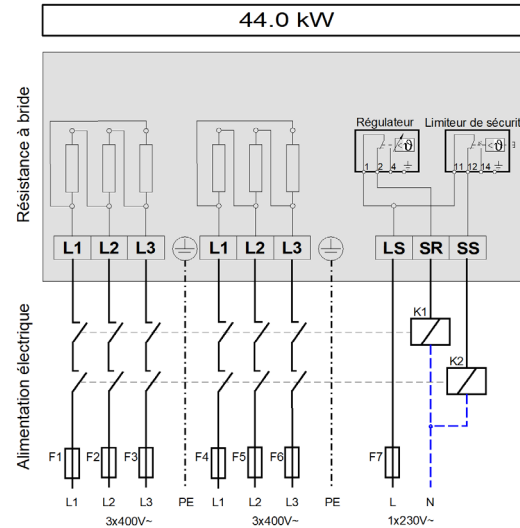 44.0 kW
Résistance à bride
Régulateur
Limiteur de sécurit
1 2 4
11 12 14
3
L1 L2 L3
L1 L2 L3
LS SR SS
Alimentation électrique
K1
K2
F1 F2 F3
F4 F5 F6
F7
L1 L2 L3 PE L1 L2 L3 PE L N
3x400V~ 3x400V~ 1x230V~